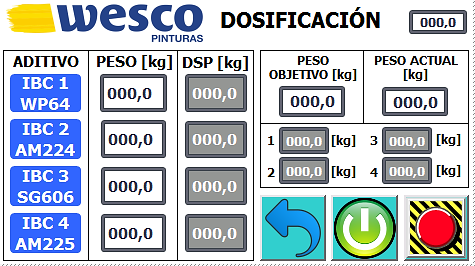 wesco
PINTURAS
DOSIFICACIÓN
000,0
ADITIVO PESO [kg] DSP [kg]
IBC 1
WP64
000,0 000,0
IBC 2
AM224
000,0 000,0
IBC 3
SG606
000,0 000,0
IBC 4
AM225
000,0 000,0
PESO
OBJETIVO [kg]
000,0
PESO ACTUAL
[kg]
000,0
1 000,0 [kg] 3 000,0 [kg]
2 000,0 [kg] 4 000,0 [kg]